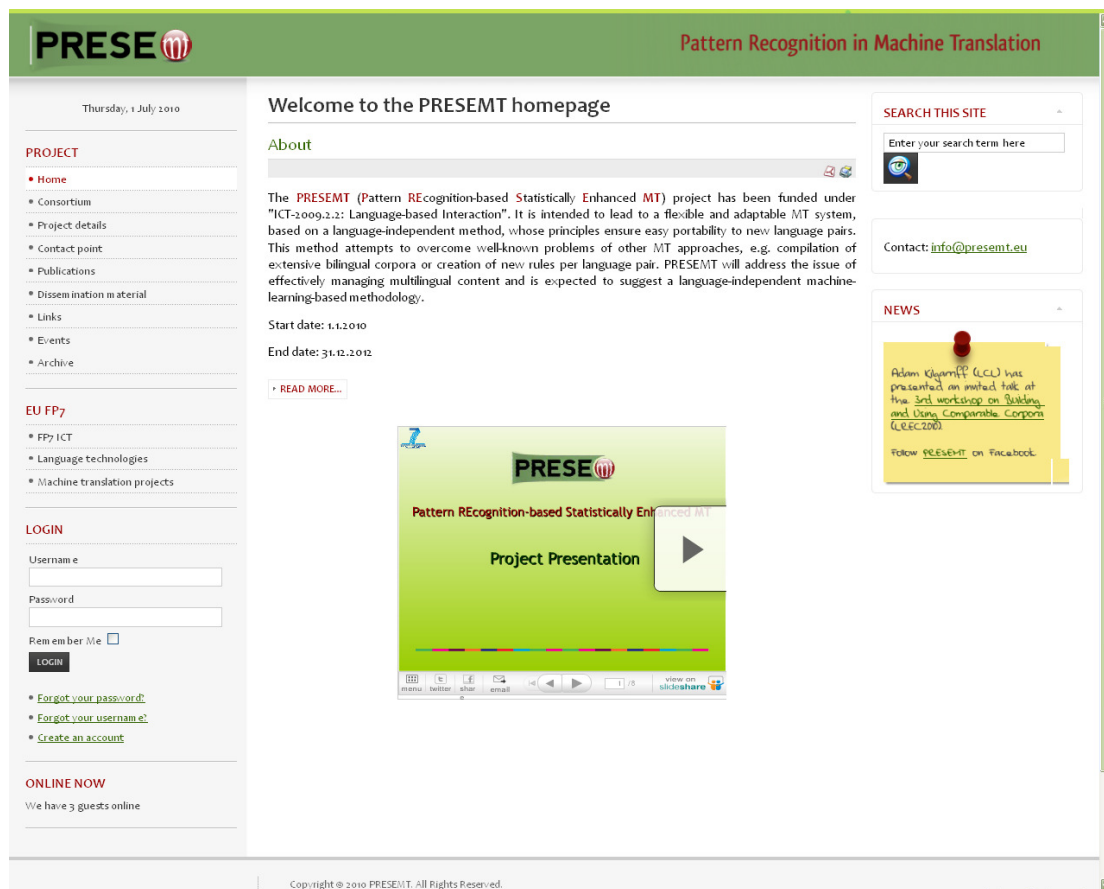 PRESEmt
Pattern Recognition in Machine Translation
Thursday, 1 July 2010
PROJECT
Home
Consortium
Project details
Contact point
Publications
Dissemination material
Links
Events
Archive
EU FP7
FP7 ICT
Language technologies
Machine translation projects
LOGIN
Username
Password
Remember Me
LOGIN
Forgot your password?
Forgot your username?
Create an account
ONLINE NOW
We have 3 guests online
Welcome to the PRESEMT homepage
About
The PRESEMT (Pattern REcognition-based Statistically Enhanced MT) project has been funded under
"ICT-2009.2.2: Language-based Interaction". It is intended to lead to a flexible and adaptable MT system,
based on a language-independent method, whose principles ensure easy portability to new language pairs.
This method attempts to overcome well-known problems of other MT approaches, e.g. compilation of
extensive bilingual corpora or creation of new rules per language pair. PRESEMT will address the issue of
effectively managing multilingual content and is expected to suggest a language-independent machine-
learning-based methodology.
Start date: 1.1.2010
End date: 31.12.2012
READ MORE...
PRESEmt
Pattern REcognition-based Statistically Enhanced MT
Project Presentation
menu twitter shar email 1 /8 view on
slideshare
SEARCH THIS SITE
Enter your search term here
Contact: info@presemt.eu
NEWS
Adam Kilgarriff (LCL) has
presented an invited talk at
the 3rd workshop on Building
and Using Comparable Corpora
(LREC2010)
Follow PRESEMT on Facebook
Copyright © 2010 PRESEMT. All Rights Reserved.